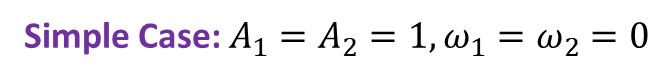 Simple Case: A₁ = A₂ = 1, ω₁ = ω₂ = 0